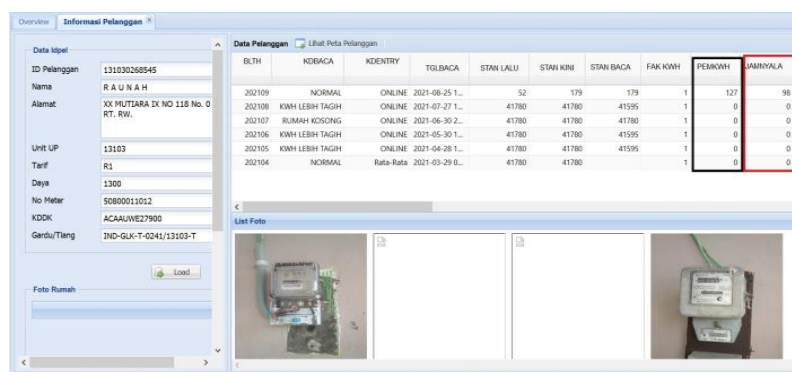 Overview Informasi Pelanggan
Data Idpel
ID Pelanggan 131030268545
Nama R A U N A H
Alamat XX MUTIARA IX NO 118 No. 0
RT. RW.
Unit UP 13103
Tarif R1
Daya 1300
No Meter 50800011012
KDDK ACAAUWE27900
Gardu/Tiang IND-GLK-T-0241/13103-T
Load
Foto Rumah
Data Pelanggan Lihat Peta Pelanggan
BLTH KDBACA KDENTRY TGLBACA STAN LALU STAN KINI STAN BACA FAK KWH PEMKWH JAMNYALA
202109 NORMAL ONLINE 2021-08-25 1... 52 179 179 1 127 98
202108 KWH LEBIH TAGIH ONLINE 2021-07-27 1... 41780 41780 41595 1 0 0
202107 RUMAH KOSONG ONLINE 2021-06-30 2... 41780 41780 41595 1 0 0
202106 KWH LEBIH TAGIH ONLINE 2021-05-30 1... 41780 41780 41595 1 0 0
202105 KWH LEBIH TAGIH ONLINE 2021-04-28 1... 41780 41780 41595 1 0 0
202104 NORMAL Rata-Rata 2021-03-29 0... 41780 41780 1 0 0
List Foto